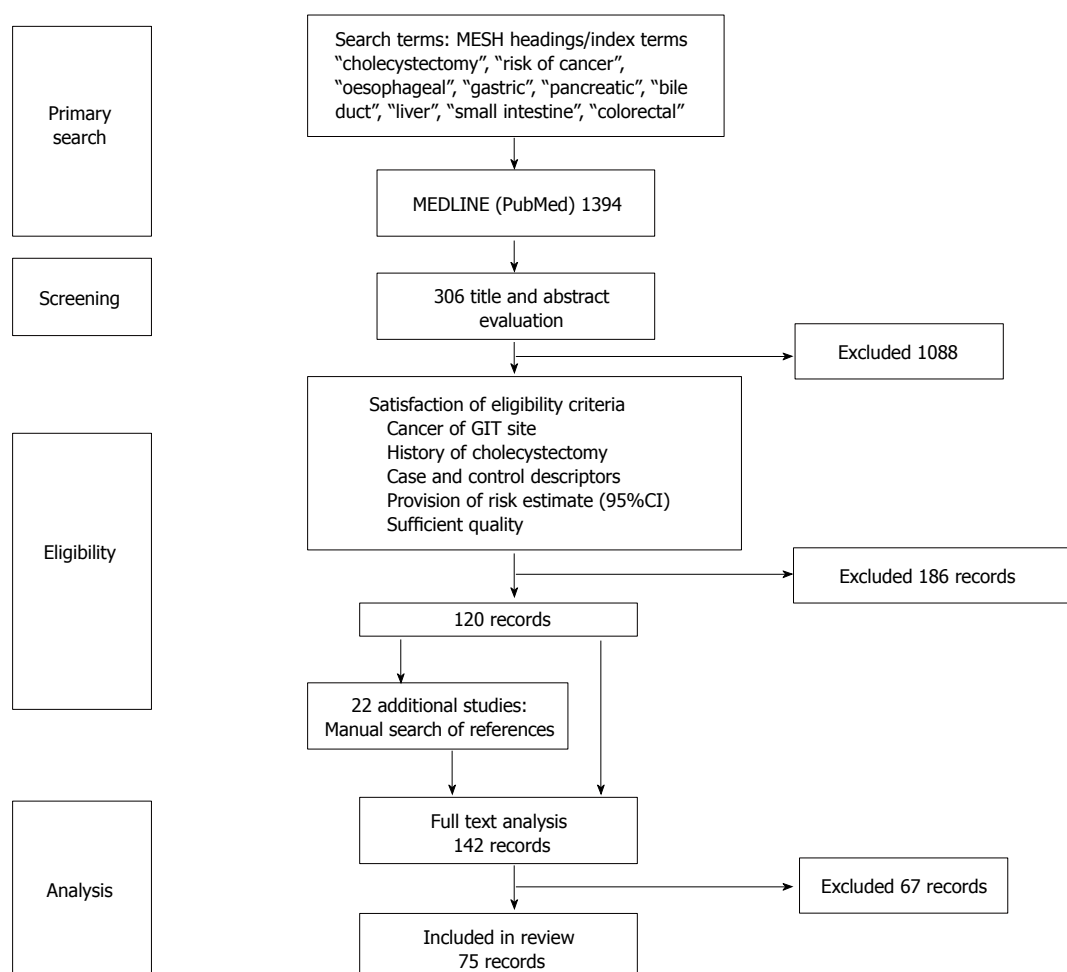 Primary
search
Search terms: MESH headings/index terms
“cholecystectomy”, “risk of cancer”,
“oesophageal”, “gastric”, “pancreatic”, “bile
duct”, “liver”, “small intestine”, “colorectal”
MEDLINE (PubMed) 1394
Screening
306 title and abstract
evaluation
Excluded 1088
Eligibility
Satisfaction of eligibility criteria
Cancer of GIT site
History of cholecystectomy
Case and control descriptors
Provision of risk estimate (95%CI)
Sufficient quality
Excluded 186 records
120 records
22 additional studies:
Manual search of references
Analysis
Full text analysis
142 records
Excluded 67 records
Included in review
75 records